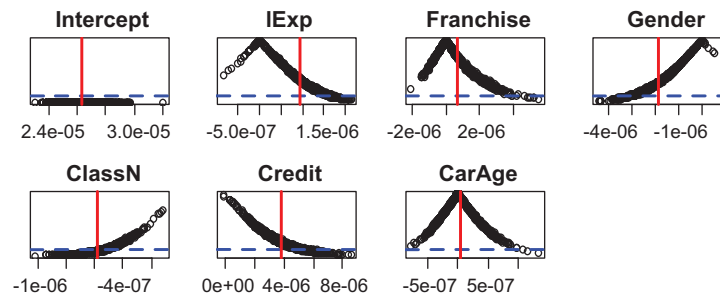 Intercept IExp Franchise Gender
2.4e-05 3.0e-05 -5.0e-07 1.5e-06 -2e-06 2e-06 -4e-06 -1e-06
ClassN Credit CarAge
-1e-06 -4e-07 0e+00 4e-06 8e-06 -5e-07 5e-07